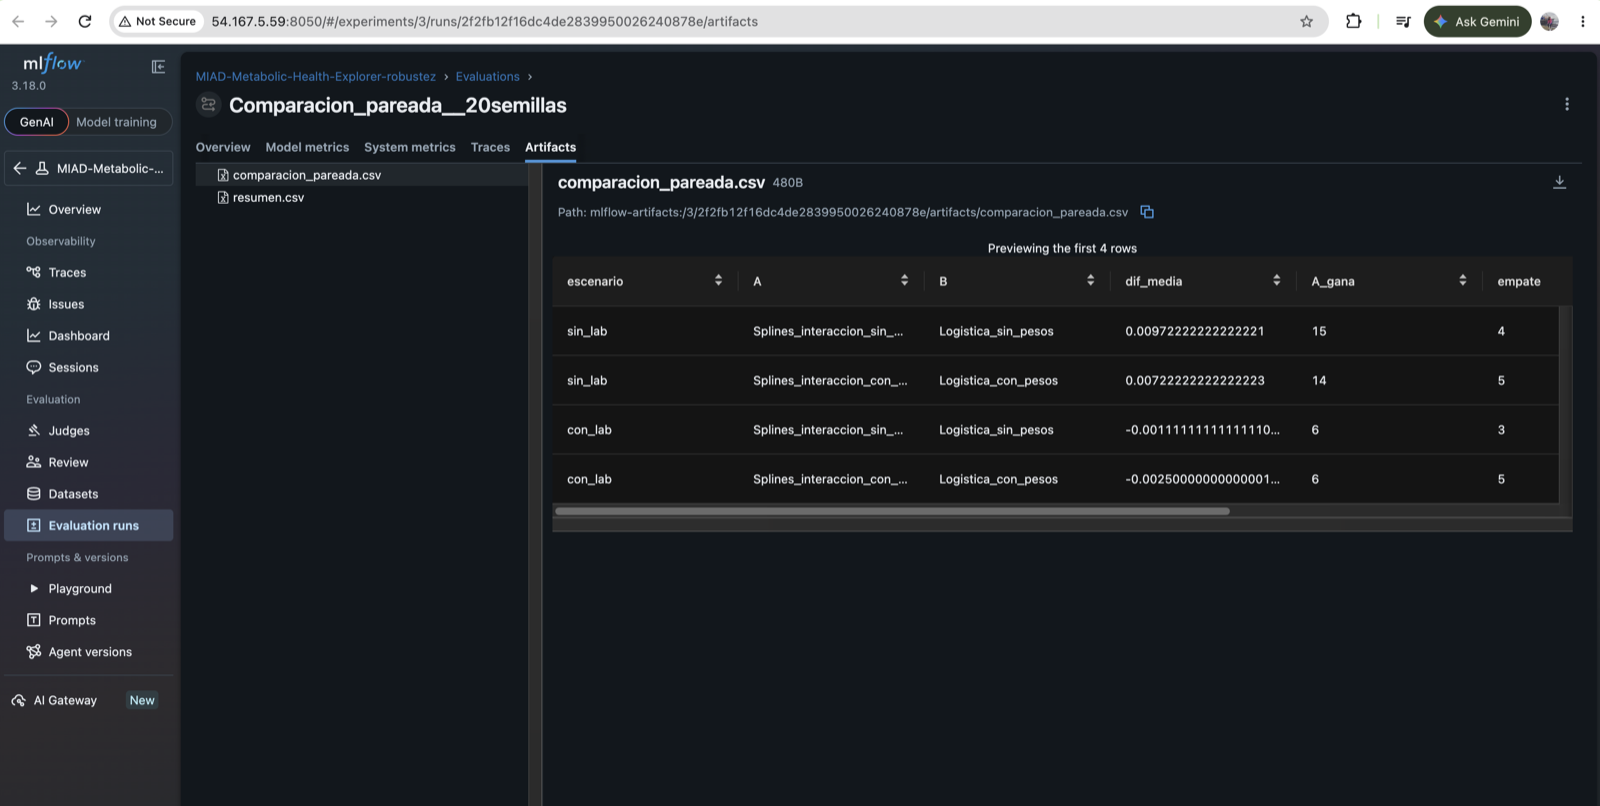 Not Secure
54.167.5.59:8050/#/experiments/3/runs/2f2fb12f16dc4de2839950026240878e/artifacts
Ask Gemini
mlflow
3.18.0
GenAI
Model training
MIAD-Metabolic-...
Overview
Observability
Traces
Issues
Dashboard
Sessions
Evaluation
Judges
Review
Datasets
Evaluation runs
Prompts & versions
Playground
Prompts
Agent versions
AI Gateway New
MIAD-Metabolic-Health-Explorer-robustez › Evaluations ›
Comparacion_pareada__20semillas
Overview Model metrics System metrics Traces Artifacts
comparacion_pareada.csv
resumen.csv
comparacion_pareada.csv 480B
Path: mlflow-artifacts:/3/2f2fb12f16dc4de2839950026240878e/artifacts/comparacion_pareada.csv
Previewing the first 4 rows
escenario A B dif_media A_gana empate
sin_lab Splines_interaccion_sin_... Logistica_sin_pesos 0.009722222222222221 15 4
sin_lab Splines_interaccion_con_... Logistica_con_pesos 0.00722222222222223 14 5
con_lab Splines_interaccion_sin_... Logistica_sin_pesos -0.00111111111111110... 6 3
con_lab Splines_interaccion_con_... Logistica_con_pesos -0.00250000000000001... 6 5